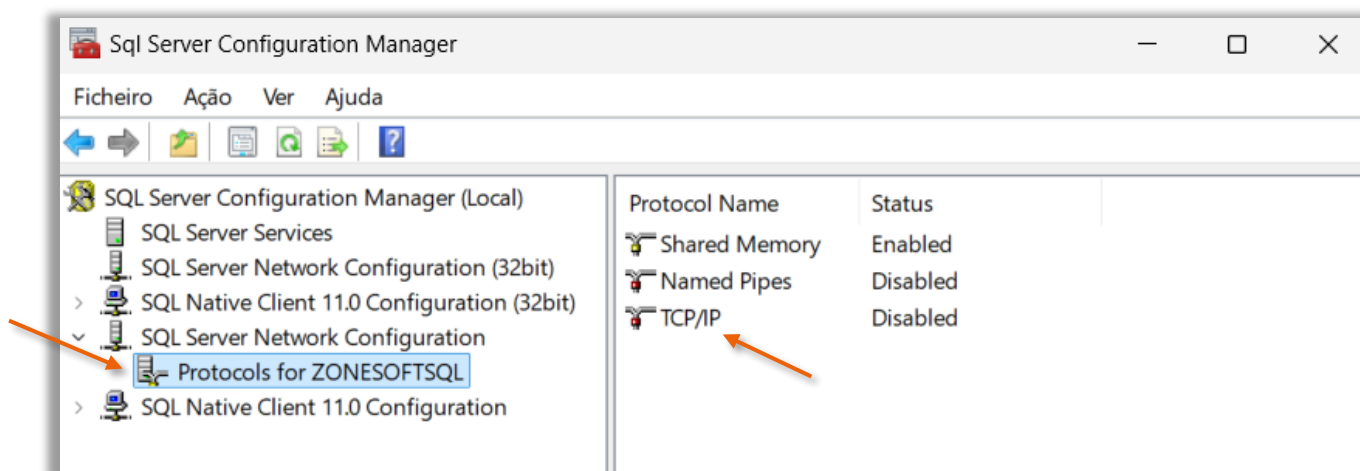 Sql Server Configuration Manager
Ficheiro Ação Ver Ajuda
SQL Server Configuration Manager (Local)
SQL Server Services
SQL Server Network Configuration (32bit)
SQL Native Client 11.0 Configuration (32bit)
SQL Server Network Configuration
Protocols for ZONESOFTSQL
SQL Native Client 11.0 Configuration
Protocol Name Status
Shared Memory Enabled
Named Pipes Disabled
TCP/IP Disabled